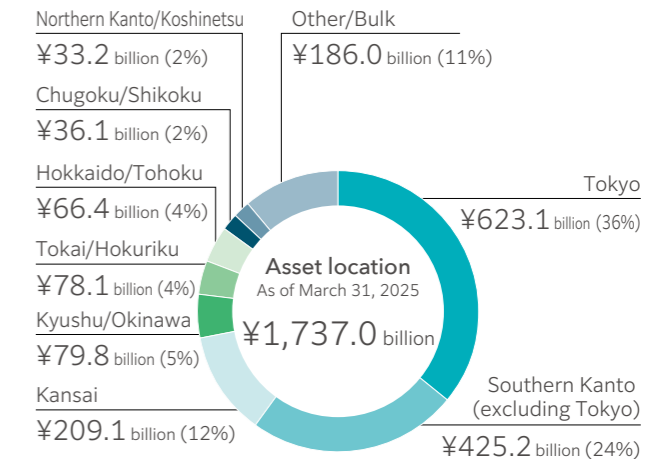 Northern Kanto/Koshinetsu
¥33.2 billion (2%)
Chugoku/Shikoku
¥36.1 billion (2%)
Hokkaido/Tohoku
¥66.4 billion (4%)
Tokai/Hokuriku
¥78.1 billion (4%)
Kyushu/Okinawa
¥79.8 billion (5%)
Kansai
¥209.1 billion (12%)
Other/Bulk
¥186.0 billion (11%)
Asset location
As of March 31, 2025
¥1,737.0 billion
Tokyo
¥623.1 billion (36%)
Southern Kanto
(excluding Tokyo)
¥425.2 billion (24%)